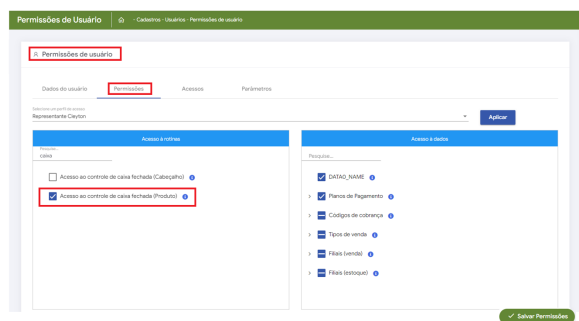 Permissões de Usuário - Cadastros - Usuários - Permissões de usuário
Permissões de usuário
Dados do usuário Permissões Acessos Parâmetros
Selecione um perfil de acesso
Representante Clayton
Aplicar
Acesso à rotinas
Pesquise...
caixa
Acesso ao controle de caixa fechada (Cabeçalho)
Acesso ao controle de caixa fechada (Produto)
Acesso à dados
Pesquise...
DATA0_NAME
Planos de Pagamento
Códigos de cobrança
Tipos de venda
Filiais (venda)
Filiais (estoque)
Salvar Permissões